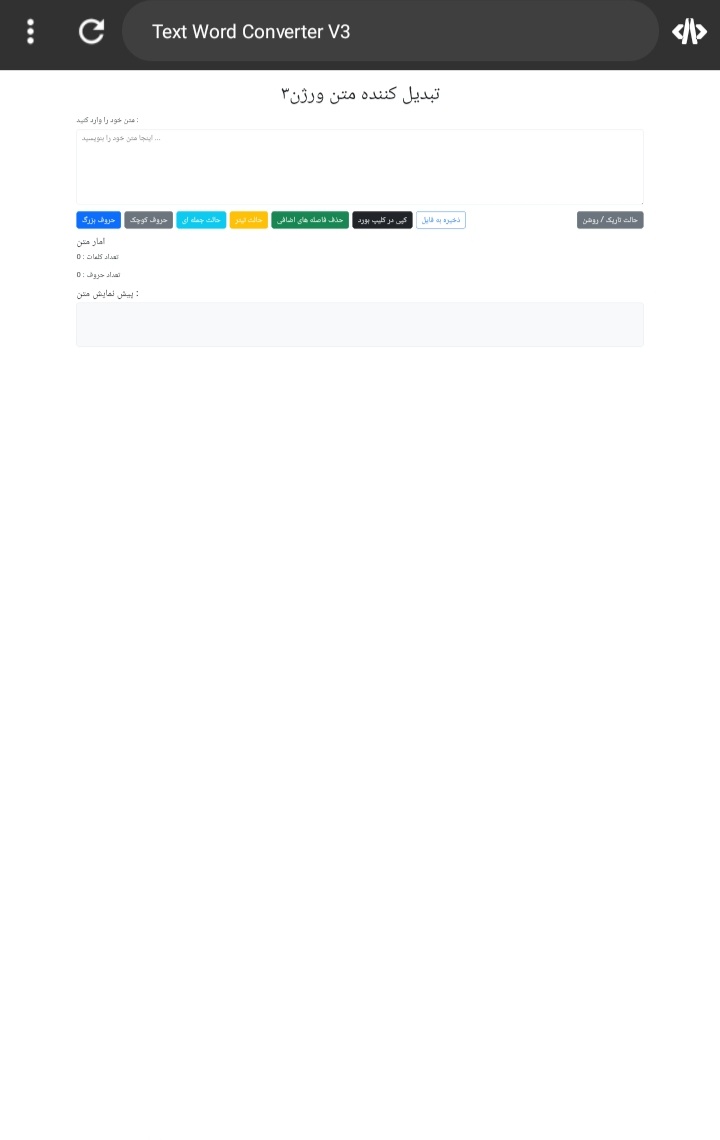 Text Word Converter V3
تبدیل کننده متن ورژن۳
متن خود را وارد کنید :
اینجا متن خود را بنویسید ...
حروف بزرگ
حروف کوچک
حالت جمله ای
حالت تیتر
حذف فاصله های اضافی
کپی در کلیپ بورد
ذخیره به فایل
حالت تاریک / روشن
امار متن
تعداد کلمات : 0
تعداد حروف : 0
پیش نمایش متن :